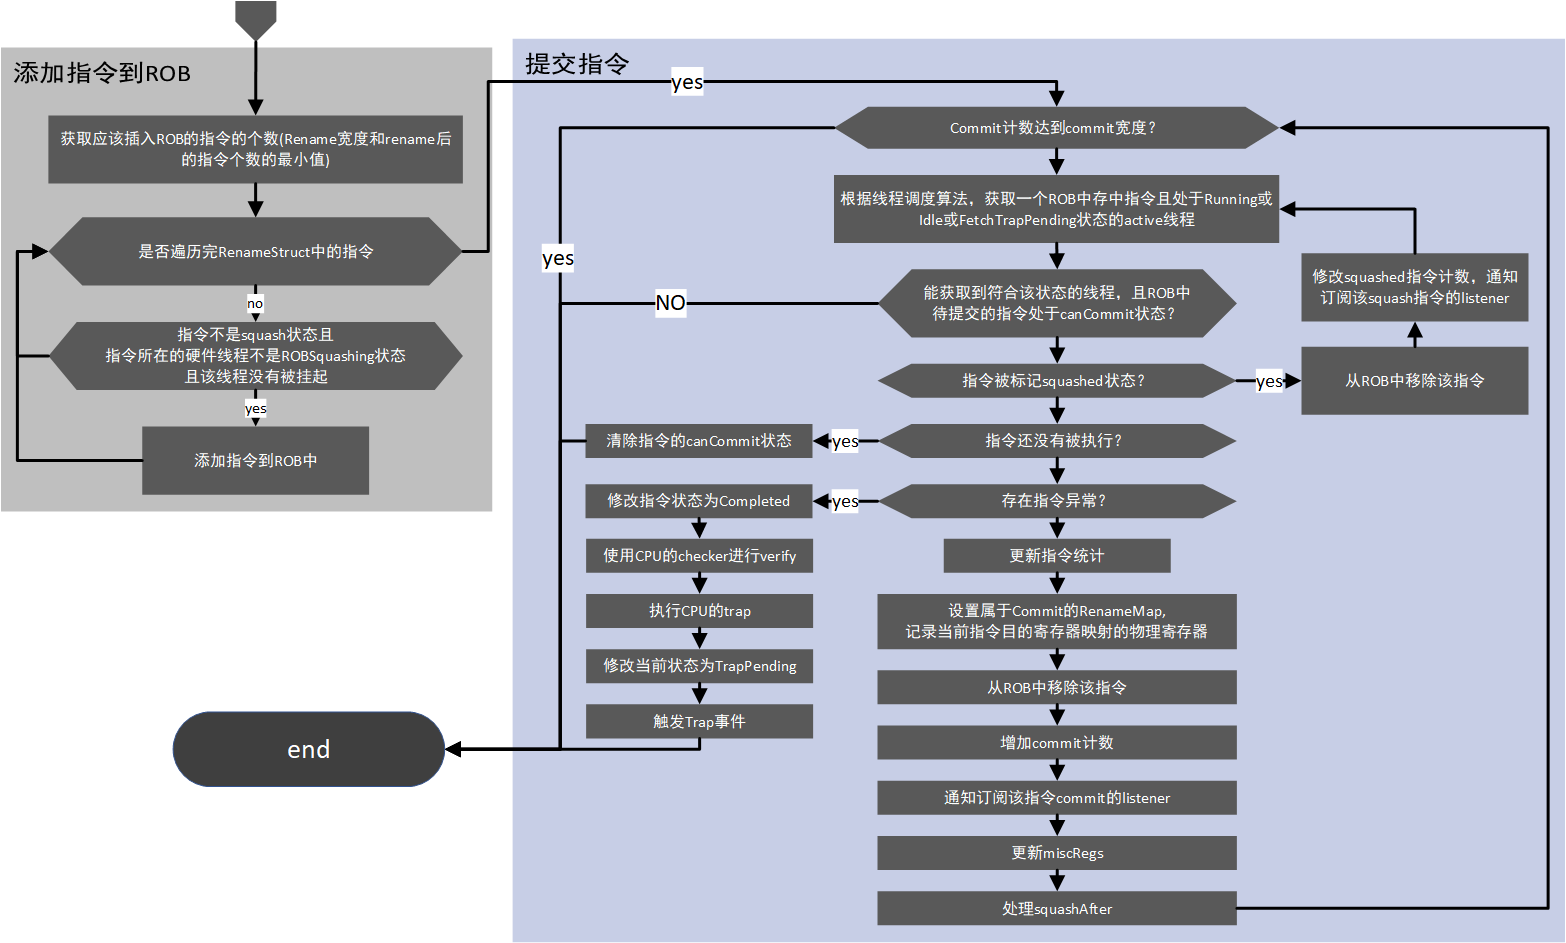 添加指令到ROB
获取应该插入ROB的指令的个数(Rename宽度和rename后
的指令个数的最小值)
是否遍历完RenameStruct中的指令
no
指令不是squash状态且
指令所在的硬件线程不是ROBSquashing状态
且该线程没有被挂起
yes
添加指令到ROB中
end
提交指令
yes
Commit计数达到commit宽度？
yes
根据线程调度算法，获取一个ROB中存中指令且处于Running或
Idle或FetchTrapPending状态的active线程
能获取到符合该状态的线程，且ROB中
待提交的指令处于canCommit状态？
NO
指令被标记squashed状态？
yes
从ROB中移除该指令
修改squashed指令计数，通知
订阅该squash指令的listener
指令还没有被执行？
yes
清除指令的canCommit状态
存在指令异常？
yes
修改指令状态为Completed
使用CPU的checker进行verify
执行CPU的trap
修改当前状态为TrapPending
触发Trap事件
更新指令统计
设置属于Commit的RenameMap,
记录当前指令目的寄存器映射的物理寄存器
从ROB中移除该指令
增加commit计数
通知订阅该指令commit的listener
更新miscRegs
处理squashAfter